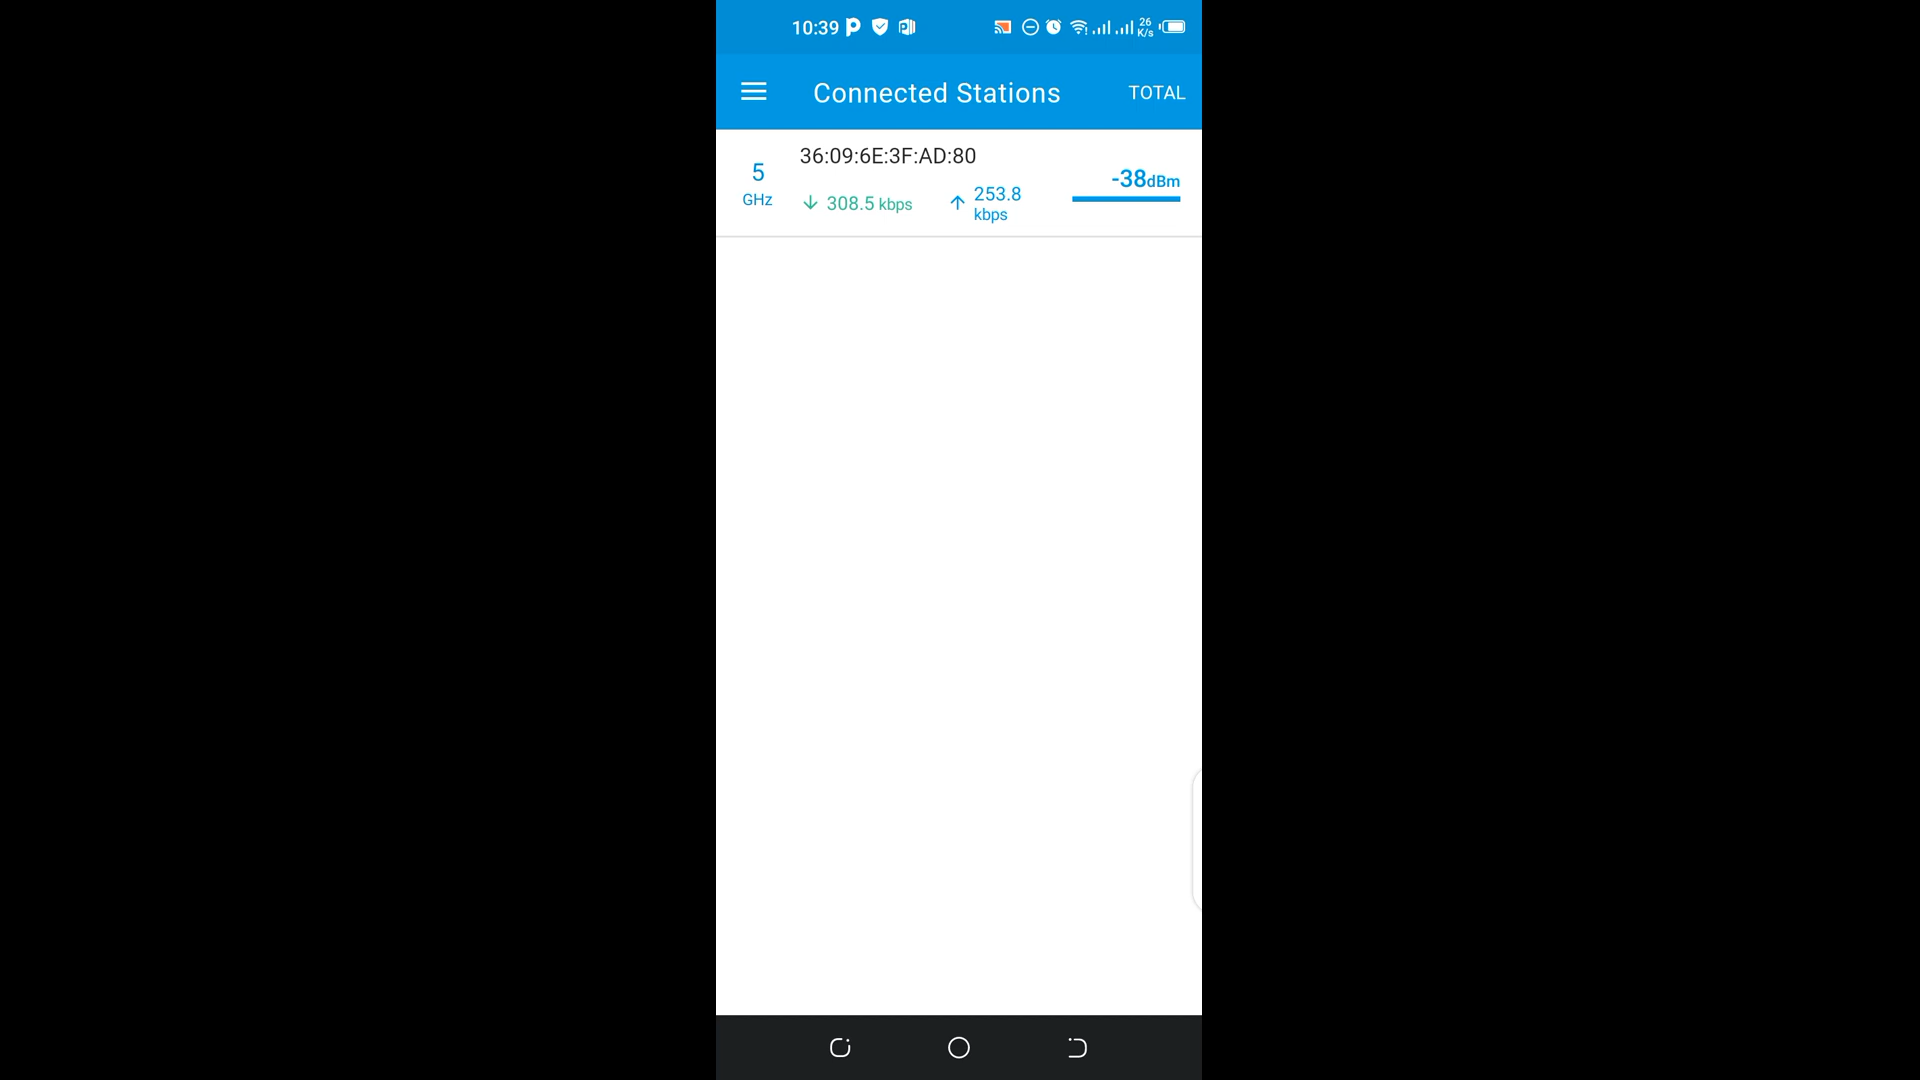 10:39
26
K/s
Connected Stations
TOTAL
5
GHz
36:09:6E:3F:AD:80
308.5 kbps
253.8
kbps
-38dBm